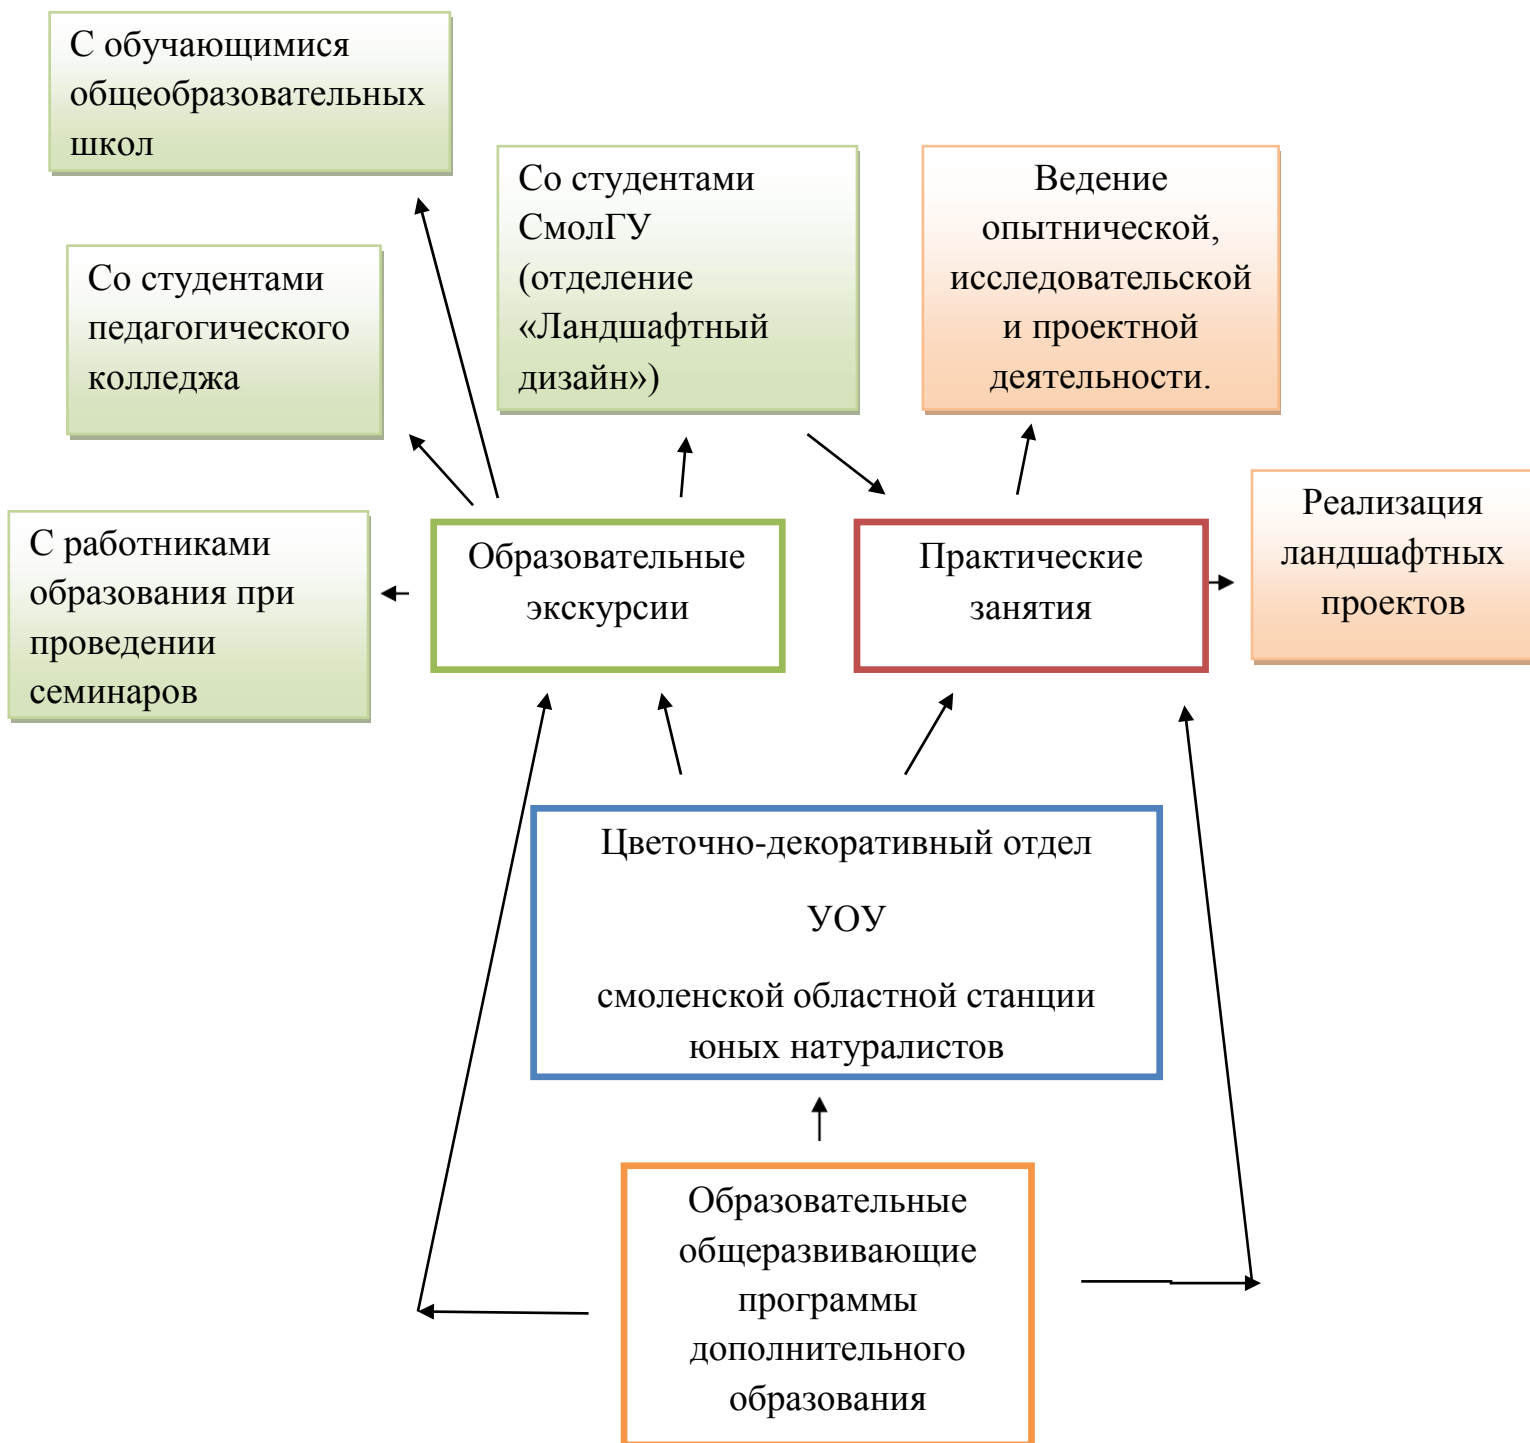 С обучающимися
общеобразовательных
школ
Со студентами
СмолГУ
(отделение
«Ландшафтный
дизайн»)
Ведение
опытнической,
исследовательской
и проектной
деятельности.
Со студентами
педагогического
колледжа
С работниками
образования при
проведении
семинаров
Образовательные
экскурсии
Практические
занятия
Реализация
ландшафтных
проектов
Цветочно-декоративный отдел
УОУ
смоленской областной станции
юных натуралистов
Образовательные
общеразвивающие
программы
дополнительного
образования